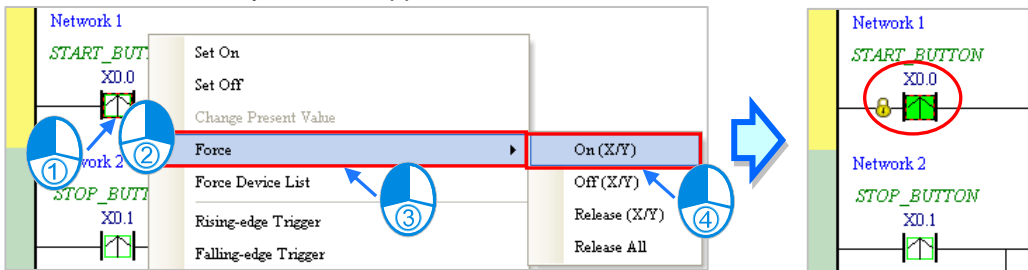 Network 1
START_BUT
X0.0
work 2
STOP_BUT
X0.1
Set On
Set Off
Change Present Value
Force
Force Device List
Rising-edge Trigger
Falling-edge Trigger
On (X/Y)
Off (X/Y)
Release (X/Y)
Release All
1
2
3
4
Network 1
START_BUTTON
X0.0
Network 2
STOP_BUTTON
X0.1